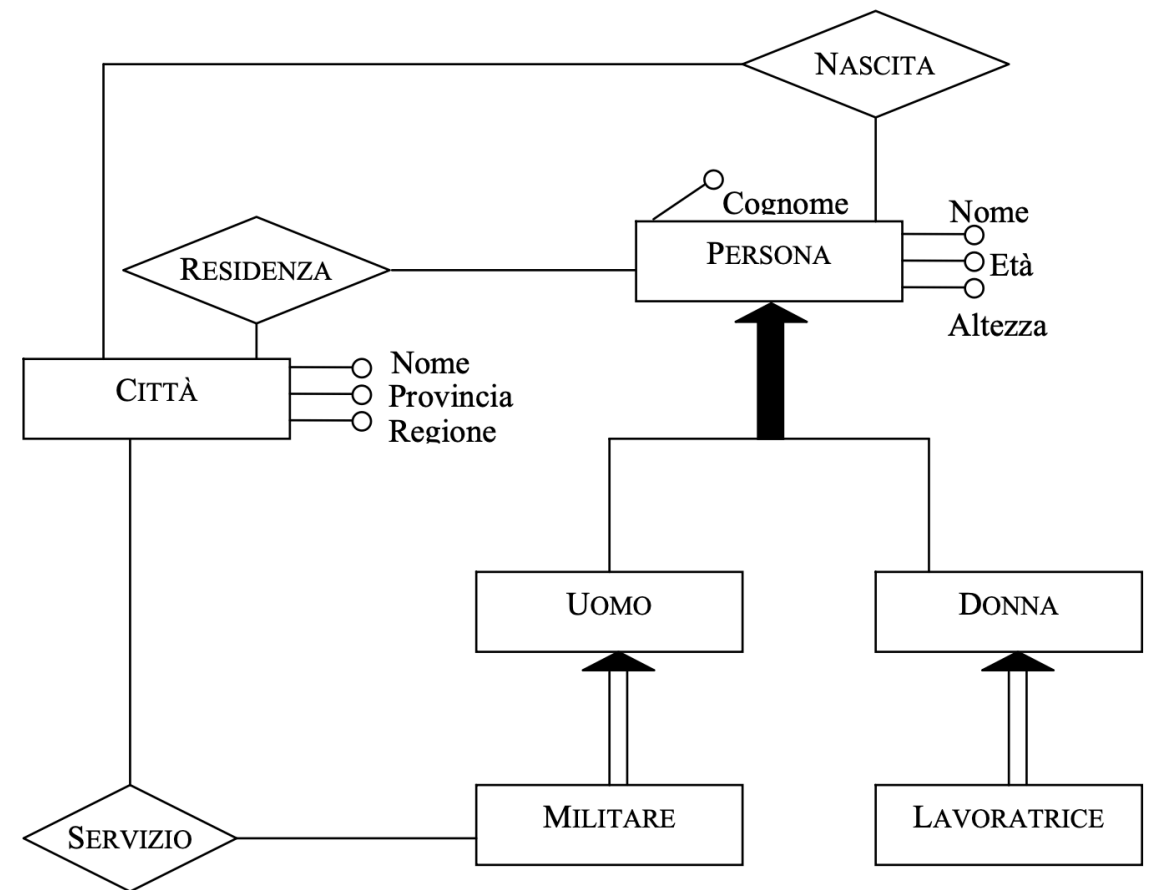 NASCITA
Cognome
Nome
PERSONA
Età
RESIDENZA
Altezza
Nome
CITTÀ
Provincia
Regione
UOMO
DONNA
MILITARE
LAVORATRICE
SERVIZIO